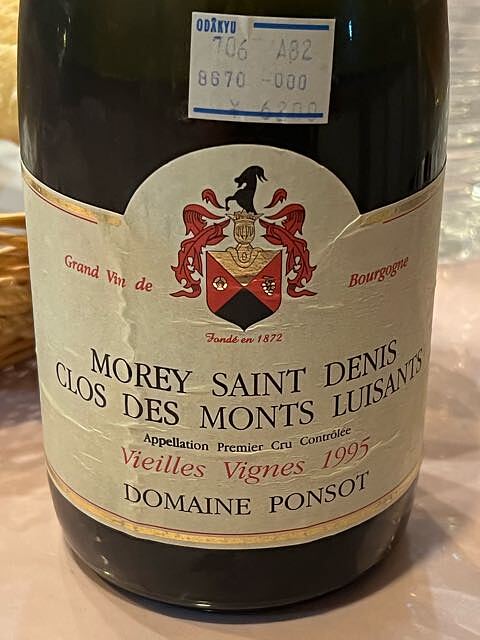 ODAKYU
706 A82
8670 -000
¥ 6200
Grand Vin de Bourgogne
Fondé en 1872
MOREY SAINT DENIS
CLOS DES MONTS LUISANTS
Appellation Premier Cru Contrôlée
Vieilles Vignes 1995
DOMAINE PONSOT